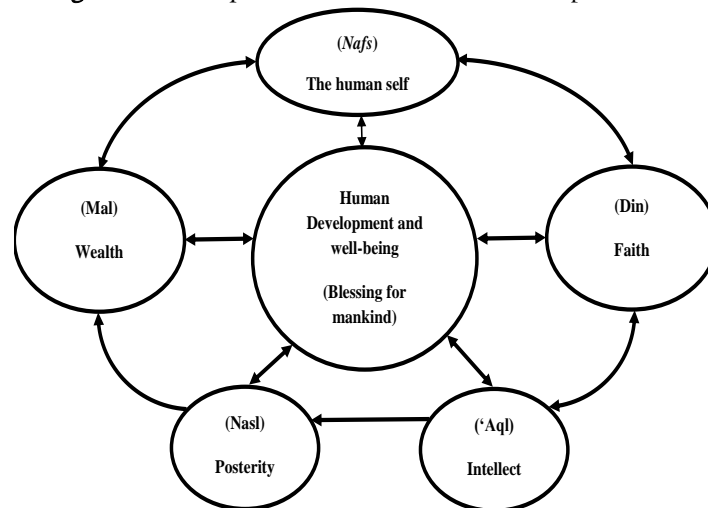 (Nafs)
The human self
(Mal)
Wealth
Human
Development and
well-being
(Blessing for
mankind)
(Din)
Faith
(Nasl)
Posterity
(‘Aql)
Intellect